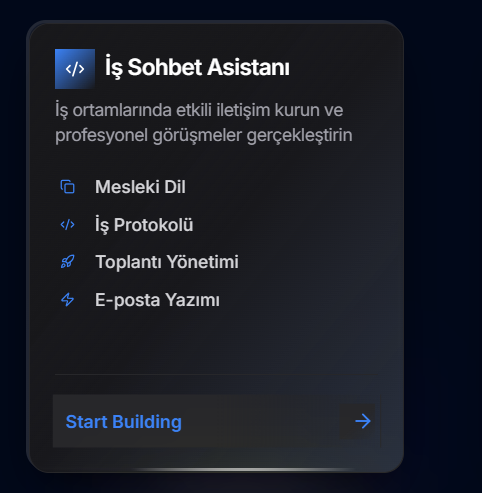 İş Sohbet Asistanı
İş ortamlarında etkili iletişim kurun ve
profesyonel görüşmeler gerçekleştirin
Mesleki Dil
İş Protokolü
Toplantı Yönetimi
E-posta Yazımı
Start Building